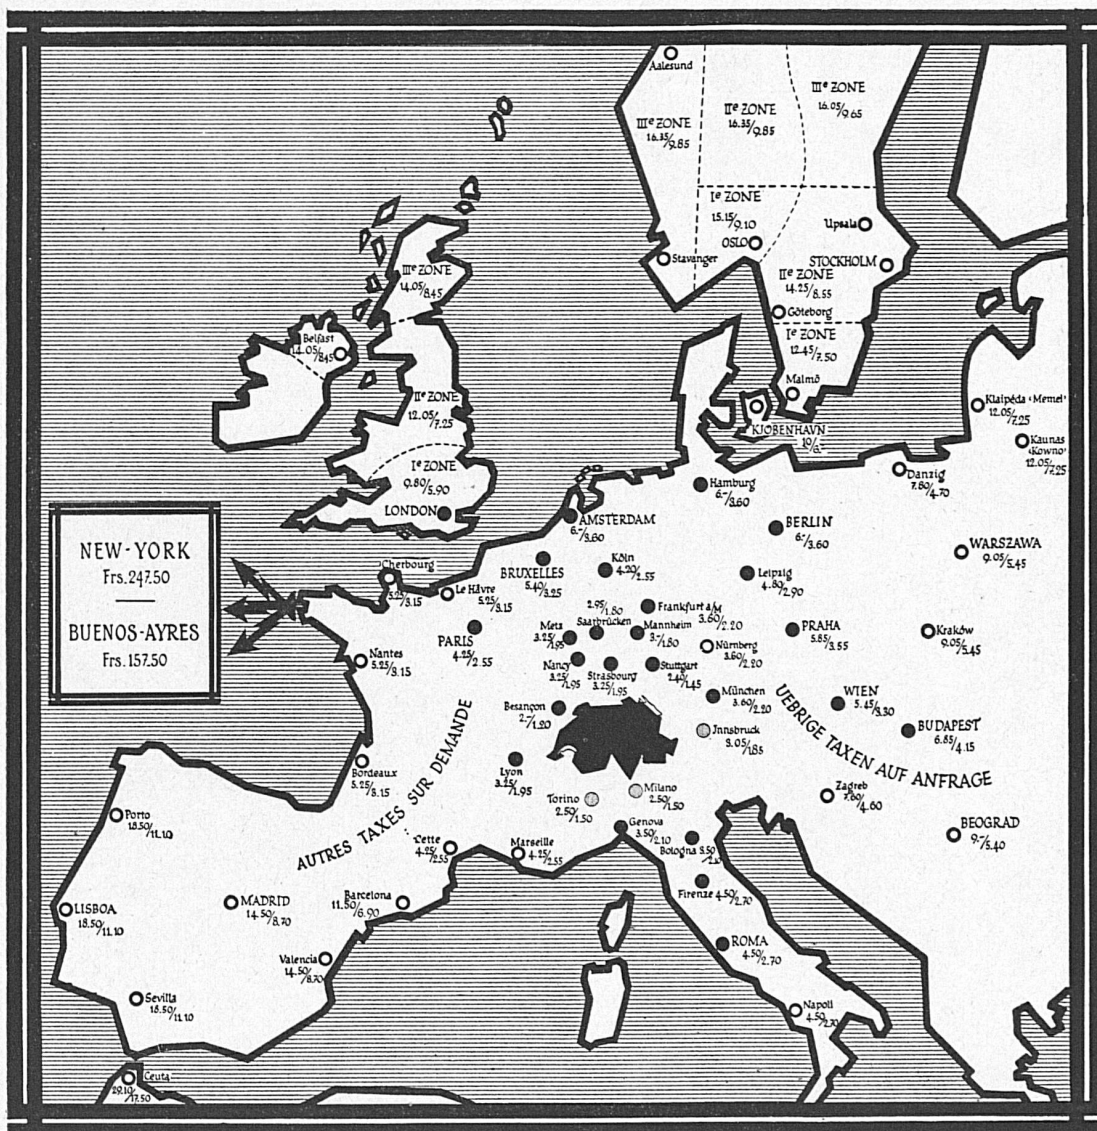 Aalesund
IIIe ZONE
16.35/9.85
IIe ZONE
16.35/9.85
IIIe ZONE
16.05/9.65
Ie ZONE
15.15/9.10
OSLO
Upsala
Stavanger
STOCKHOLM
IIe ZONE
14.25/8.55
Göteborg
Ie ZONE
12.45/7.50
Malmö
KJOBENHAVN
10/6.-
IIIe ZONE
14.05/8.45
Belfast
14.05/8.45
IIe ZONE
12.05/7.25
Ie ZONE
9.80/5.90
LONDON
Klaipéda (Memel)
12.05/7.25
Kaunas
(Kowno)
12.05/7.25
Danzig
7.80/4.70
Hamburg
6.-/3.60
AMSTERDAM
6.-/3.60
BERLIN
6.-/3.60
WARSZAWA
9.05/5.45
NEW-YORK
Frs. 247.50
BUENOS-AYRES
Frs. 157.50
Cherbourg
5.25/3.15
Le Hâvre
5.25/3.15
BRUXELLES
5.40/3.25
Köln
4.20/2.55
Leipzig
4.80/2.90
Frankfurt a/M
3.60/2.20
PARIS
4.25/2.55
Metz
3.25/1.95
2.95/1.80
Saarbrücken
Mannheim
3.-/1.80
Nürnberg
3.60/2.20
PRAHA
5.85/3.55
Kraków
9.05/5.45
Nantes
5.25/3.15
Nancy
3.25/1.95
Strasbourg
3.25/1.95
Stuttgart
2.40/1.45
München
3.60/2.20
WIEN
5.45/3.30
BUDAPEST
6.85/4.15
Besançon
2.-/1.20
Innsbruck
3.05/1.85
UEBRIGE TAXEN AUF ANFRAGE
AUTRES TAXES SUR DEMANDE
Bordeaux
5.25/3.15
Lyon
3.25/1.95
Torino
2.50/1.50
Milano
2.50/1.50
Zagreb
7.60/4.60
BEOGRAD
9.-/5.40
Porto
18.50/11.10
Cette
4.25/2.55
Marseille
4.25/2.55
Genova
3.50/2.10
Bologna 3.50
Firenze 4.50/2.70
LISBOA
18.50/11.10
MADRID
14.50/8.70
Barcelona
11.50/6.90
Valencia
14.50/8.70
ROMA
4.50/2.70
Sevilla
18.50/11.10
Napoli
4.50/2.70
Ceuta
29.10/17.50